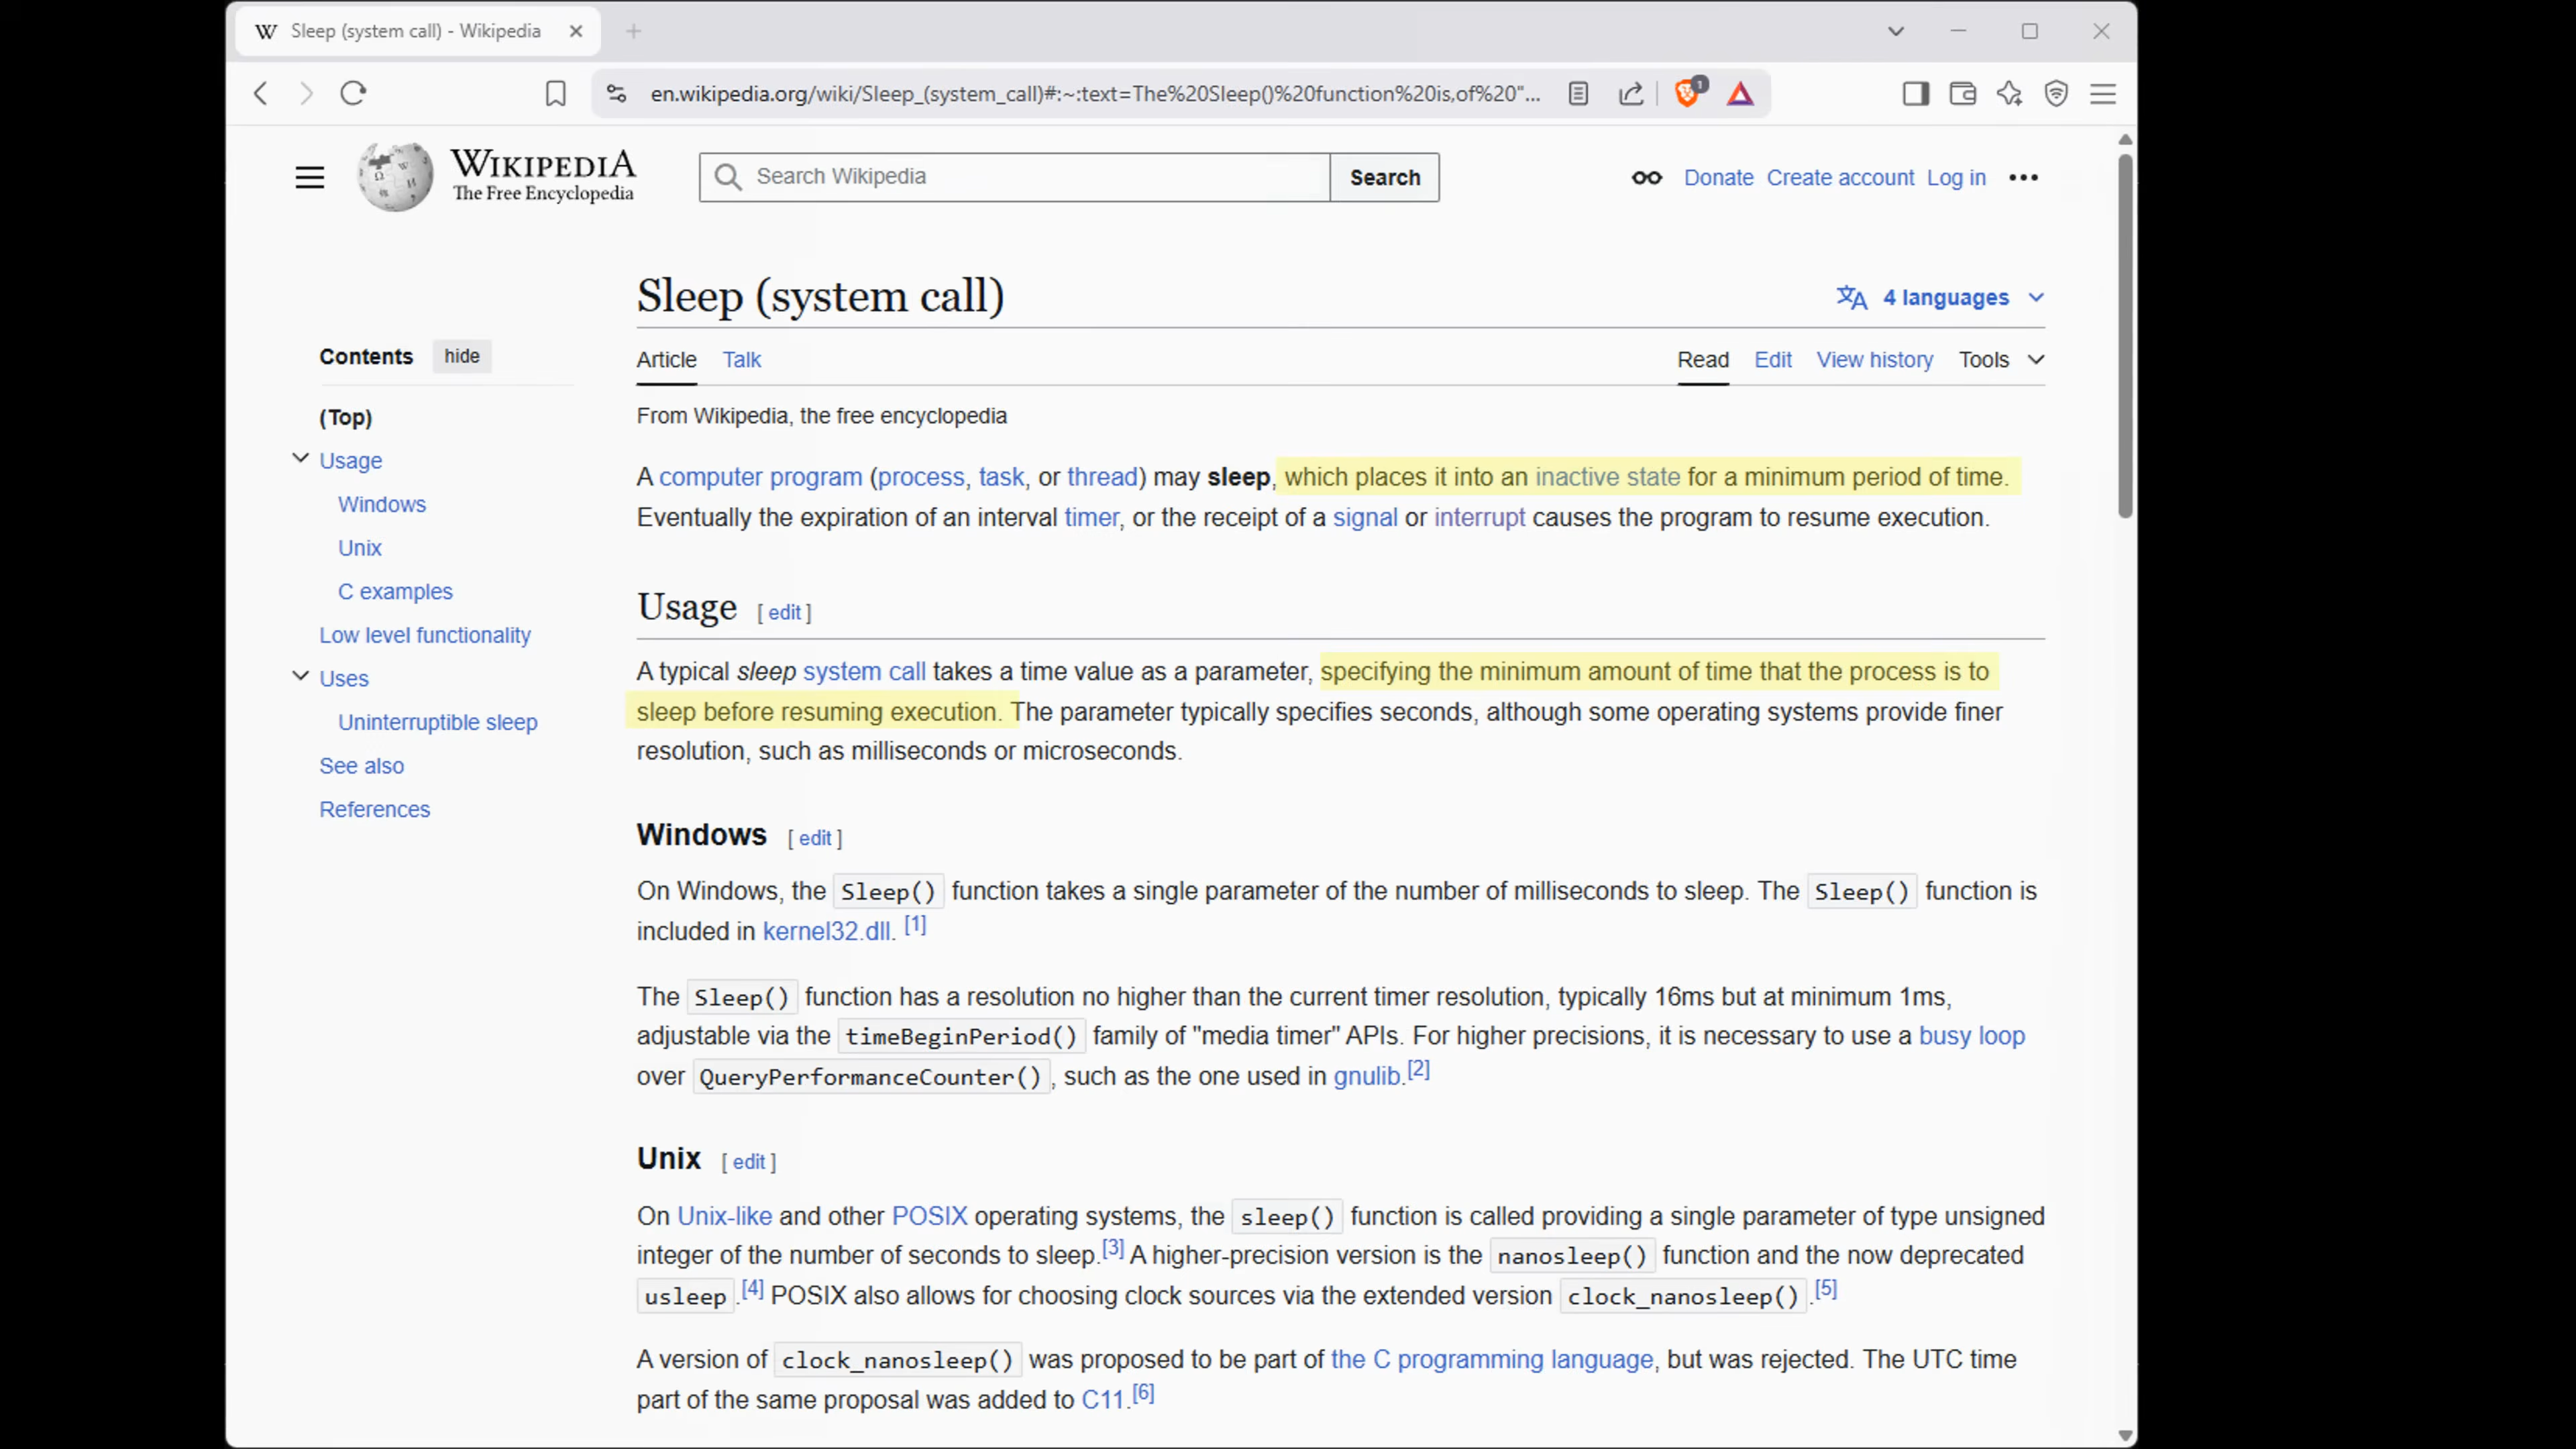 Sleep (system call) - Wikipedia
en.wikipedia.org/wiki/Sleep_(system_call)#:~:text=The%20Sleep()%20function%20is,of%20"...
1
WIKIPEDIA
The Free Encyclopedia
Search Wikipedia
Search
Donate Create account Log in
Sleep (system call)
4 languages
Contents hide
Article Talk
Read Edit View history Tools
(Top)
Usage
Windows
Unix
C examples
Low level functionality
Uses
Uninterruptible sleep
See also
References
From Wikipedia, the free encyclopedia
A computer program (process, task, or thread) may sleep, which places it into an inactive state for a minimum period of time.
Eventually the expiration of an interval timer, or the receipt of a signal or interrupt causes the program to resume execution.
Usage [ edit ]
A typical sleep system call takes a time value as a parameter, specifying the minimum amount of time that the process is to
sleep before resuming execution. The parameter typically specifies seconds, although some operating systems provide finer
resolution, such as milliseconds or microseconds.
Windows [ edit ]
On Windows, the Sleep() function takes a single parameter of the number of milliseconds to sleep. The Sleep() function is
included in kernel32.dll. [1]
The Sleep() function has a resolution no higher than the current timer resolution, typically 16ms but at minimum 1ms,
adjustable via the timeBeginPeriod() family of "media timer" APIs. For higher precisions, it is necessary to use a busy loop
over QueryPerformanceCounter(), such as the one used in gnulib.[2]
Unix [ edit ]
On Unix-like and other POSIX operating systems, the sleep() function is called providing a single parameter of type unsigned
integer of the number of seconds to sleep.[3] A higher-precision version is the nanosleep() function and the now deprecated
usleep.[4] POSIX also allows for choosing clock sources via the extended version clock_nanosleep().[5]
A version of clock_nanosleep() was proposed to be part of the C programming language, but was rejected. The UTC time
part of the same proposal was added to C11.[6]